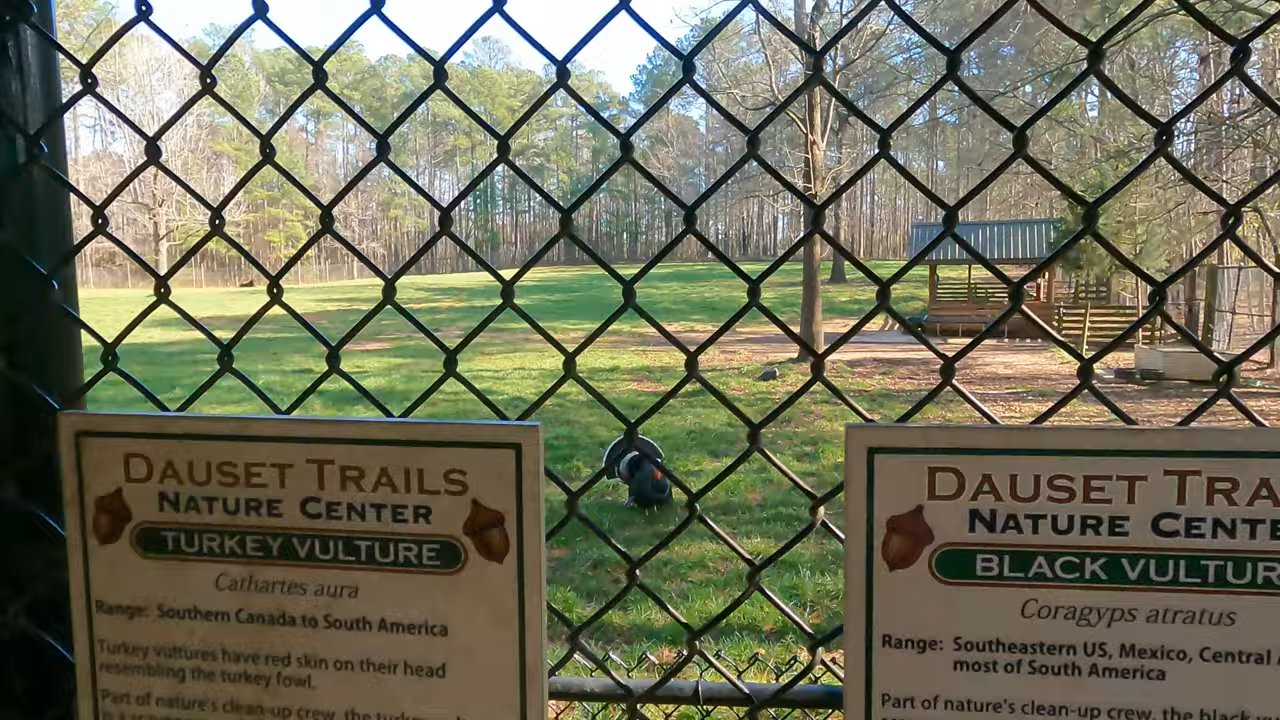 DAUSET TRAILS
NATURE CENTER
TURKEY VULTURE
Cathartes aura
Range: Southern Canada to South America
Turkey vultures have red skin on their head
resembling the turkey fowl.
Part of nature's clean-up crew, the turkey
DAUSET TRA
NATURE CENTE
BLACK VULTUR
Coragyps atratus
Range: Southeastern US, Mexico, Central
most of South America
Part of nature's clean-up crew, the black